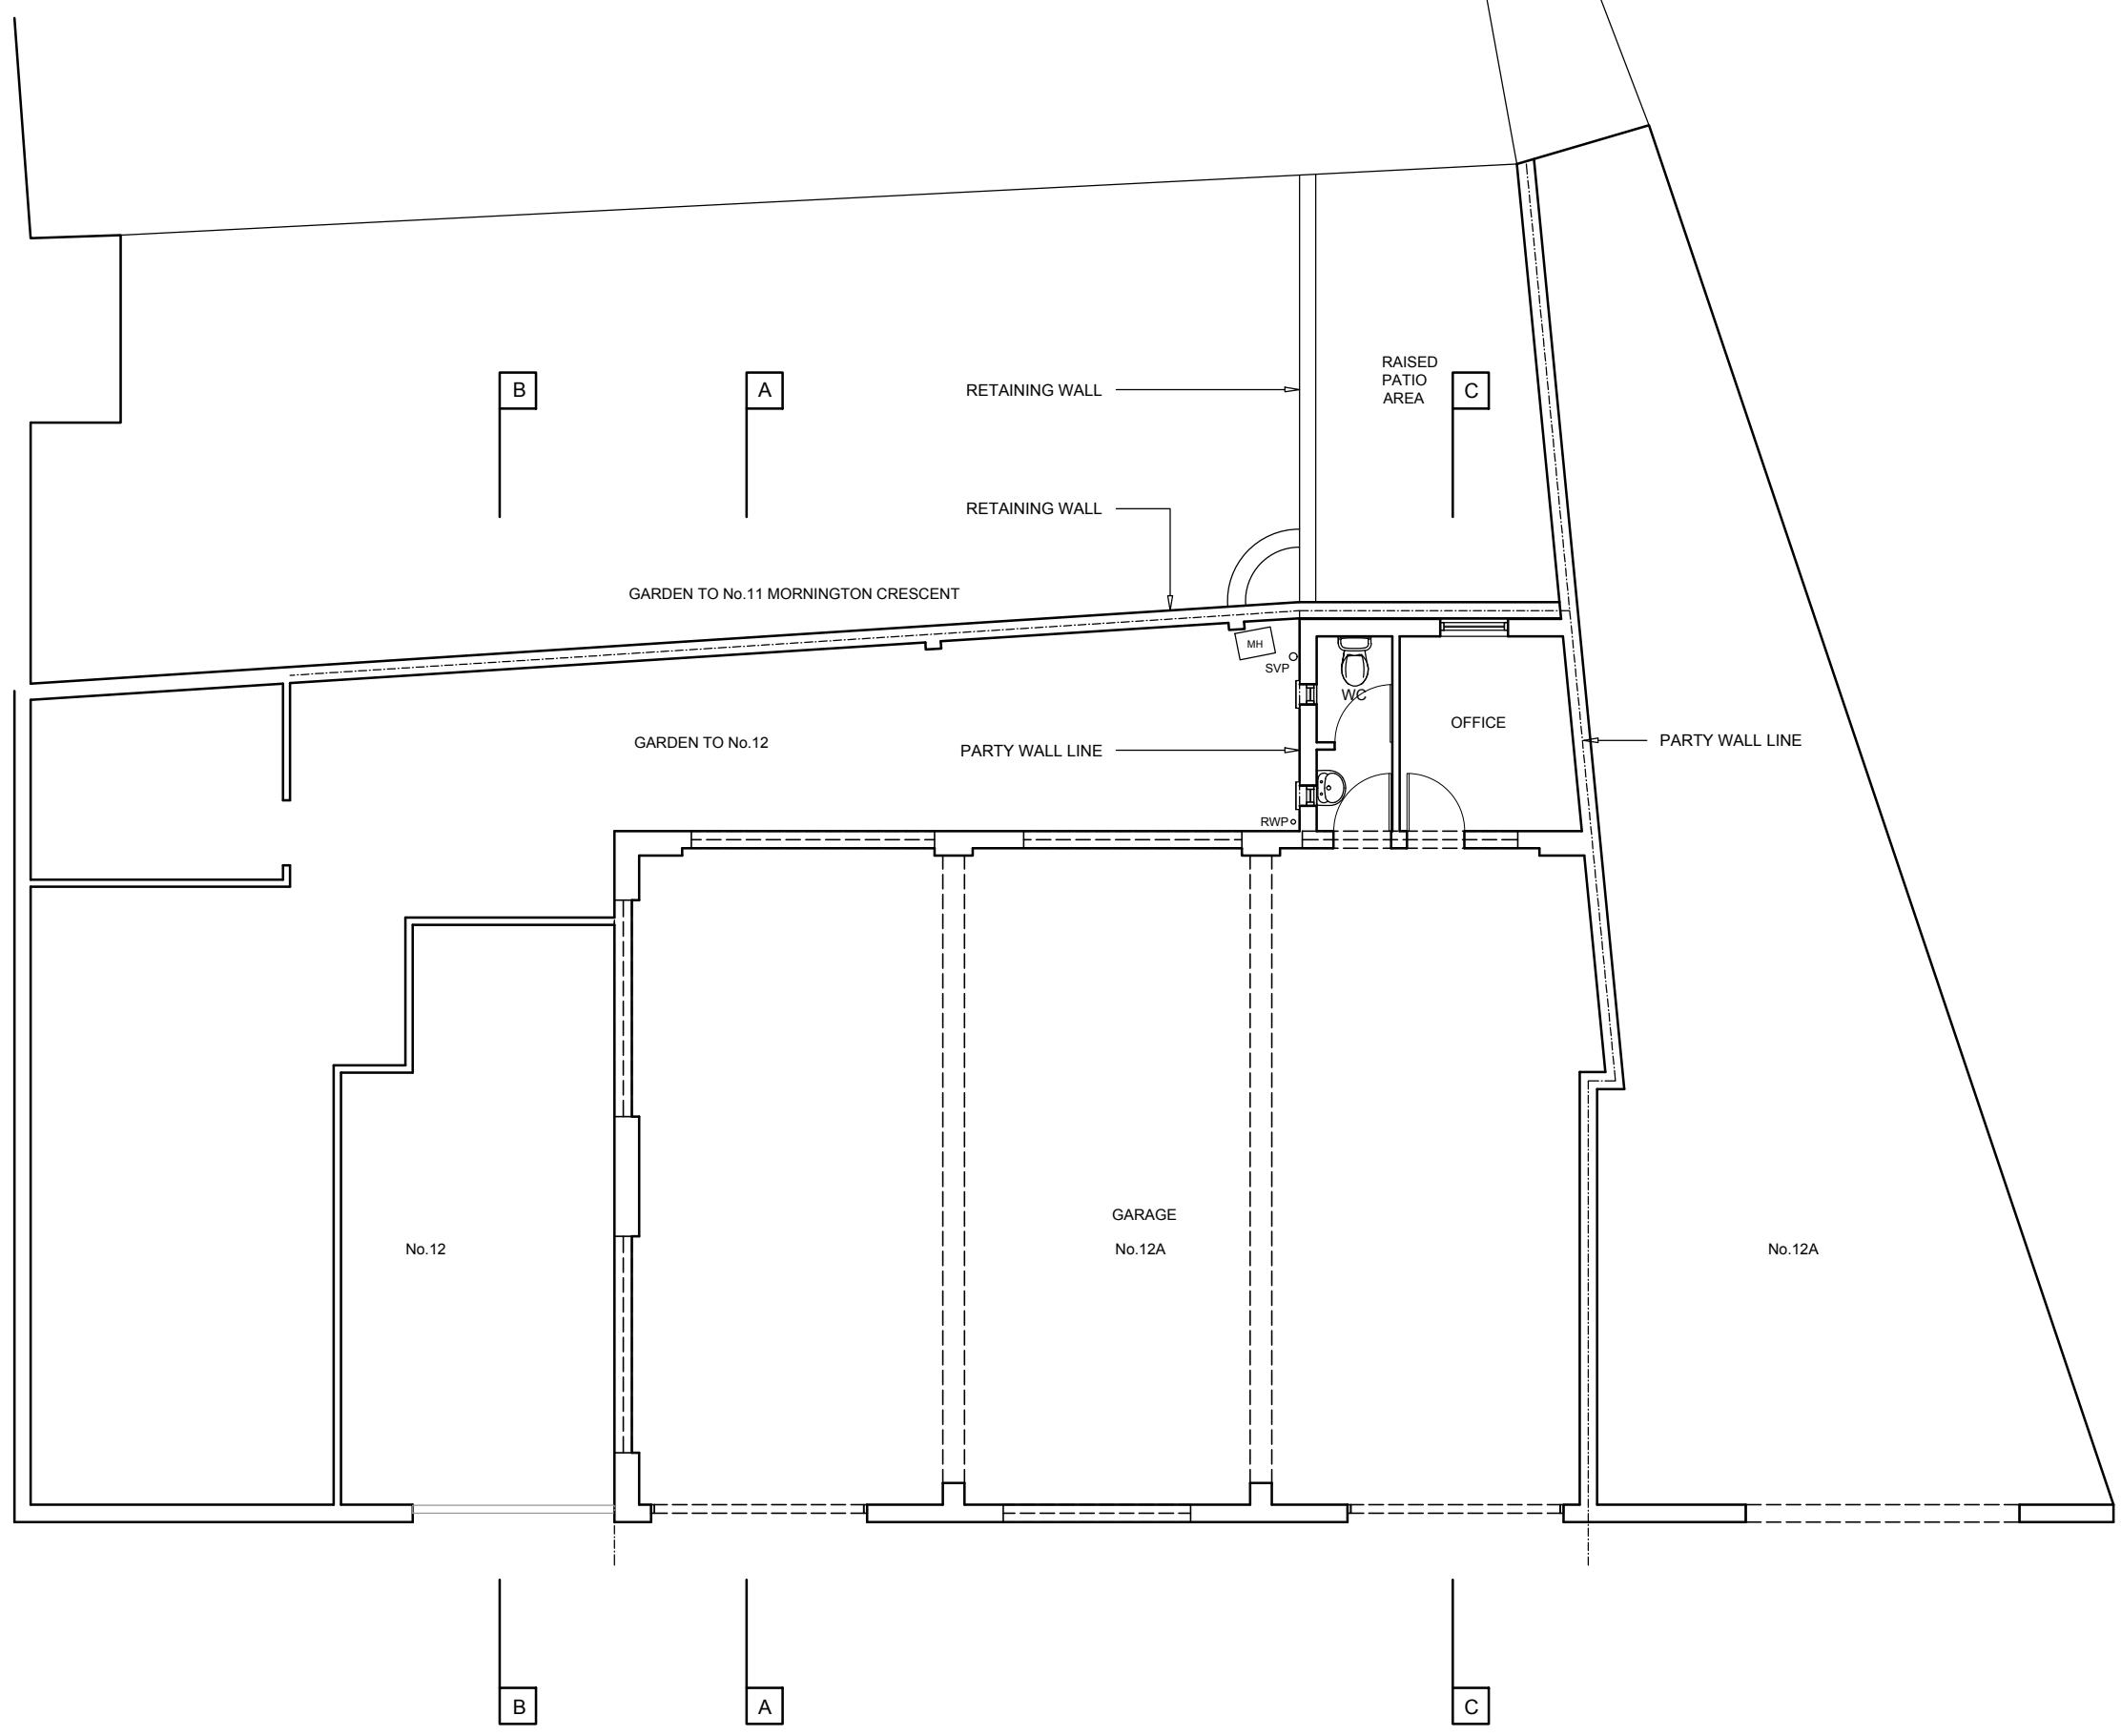 RAISED
PATIO
AREA
B
A
RETAINING WALL
C
RETAINING WALL
GARDEN TO No.11 MORNINGTON CRESCENT
MH
SVP
WC
OFFICE
GARDEN TO No.12
PARTY WALL LINE
PARTY WALL LINE
RWP
GARAGE
No.12
No.12A
No.12A
B
A
C